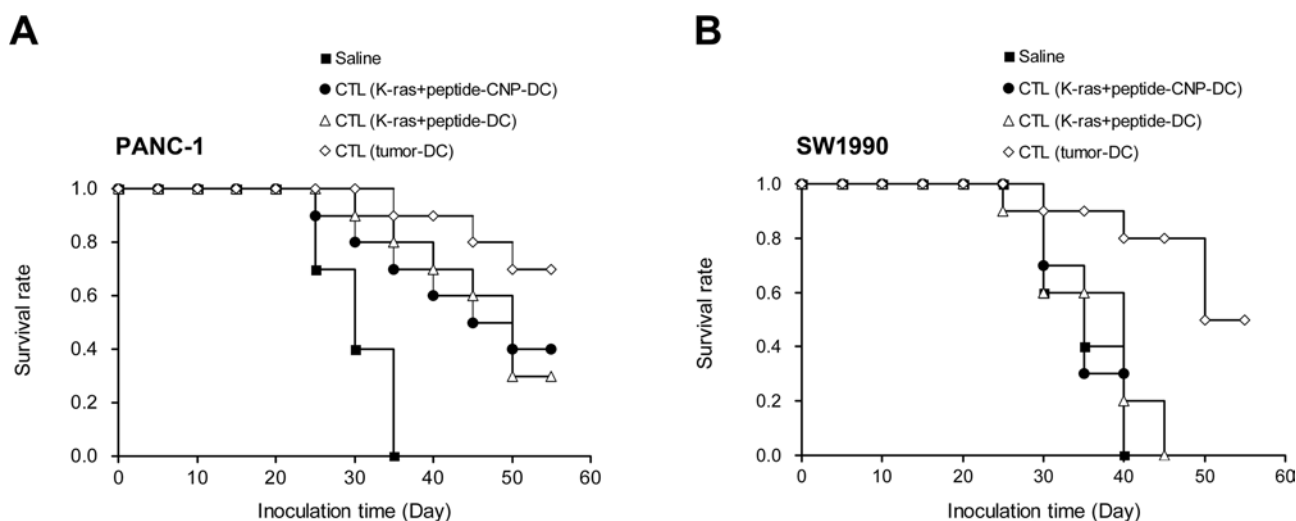 A
Saline
CTL (K-ras+peptide-CNP-DC)
CTL (K-ras+peptide-DC)
CTL (tumor-DC)
PANC-1
1.0
0.8
0.6
0.4
0.2
0.0
Survival rate
0 10 20 30 40 50 60
Inoculation time (Day)
B
Saline
CTL (K-ras+peptide-CNP-DC)
CTL (K-ras+peptide-DC)
CTL (tumor-DC)
SW1990
1.0
0.8
0.6
0.4
0.2
0.0
Survival rate
0 10 20 30 40 50 60
Inoculation time (Day)